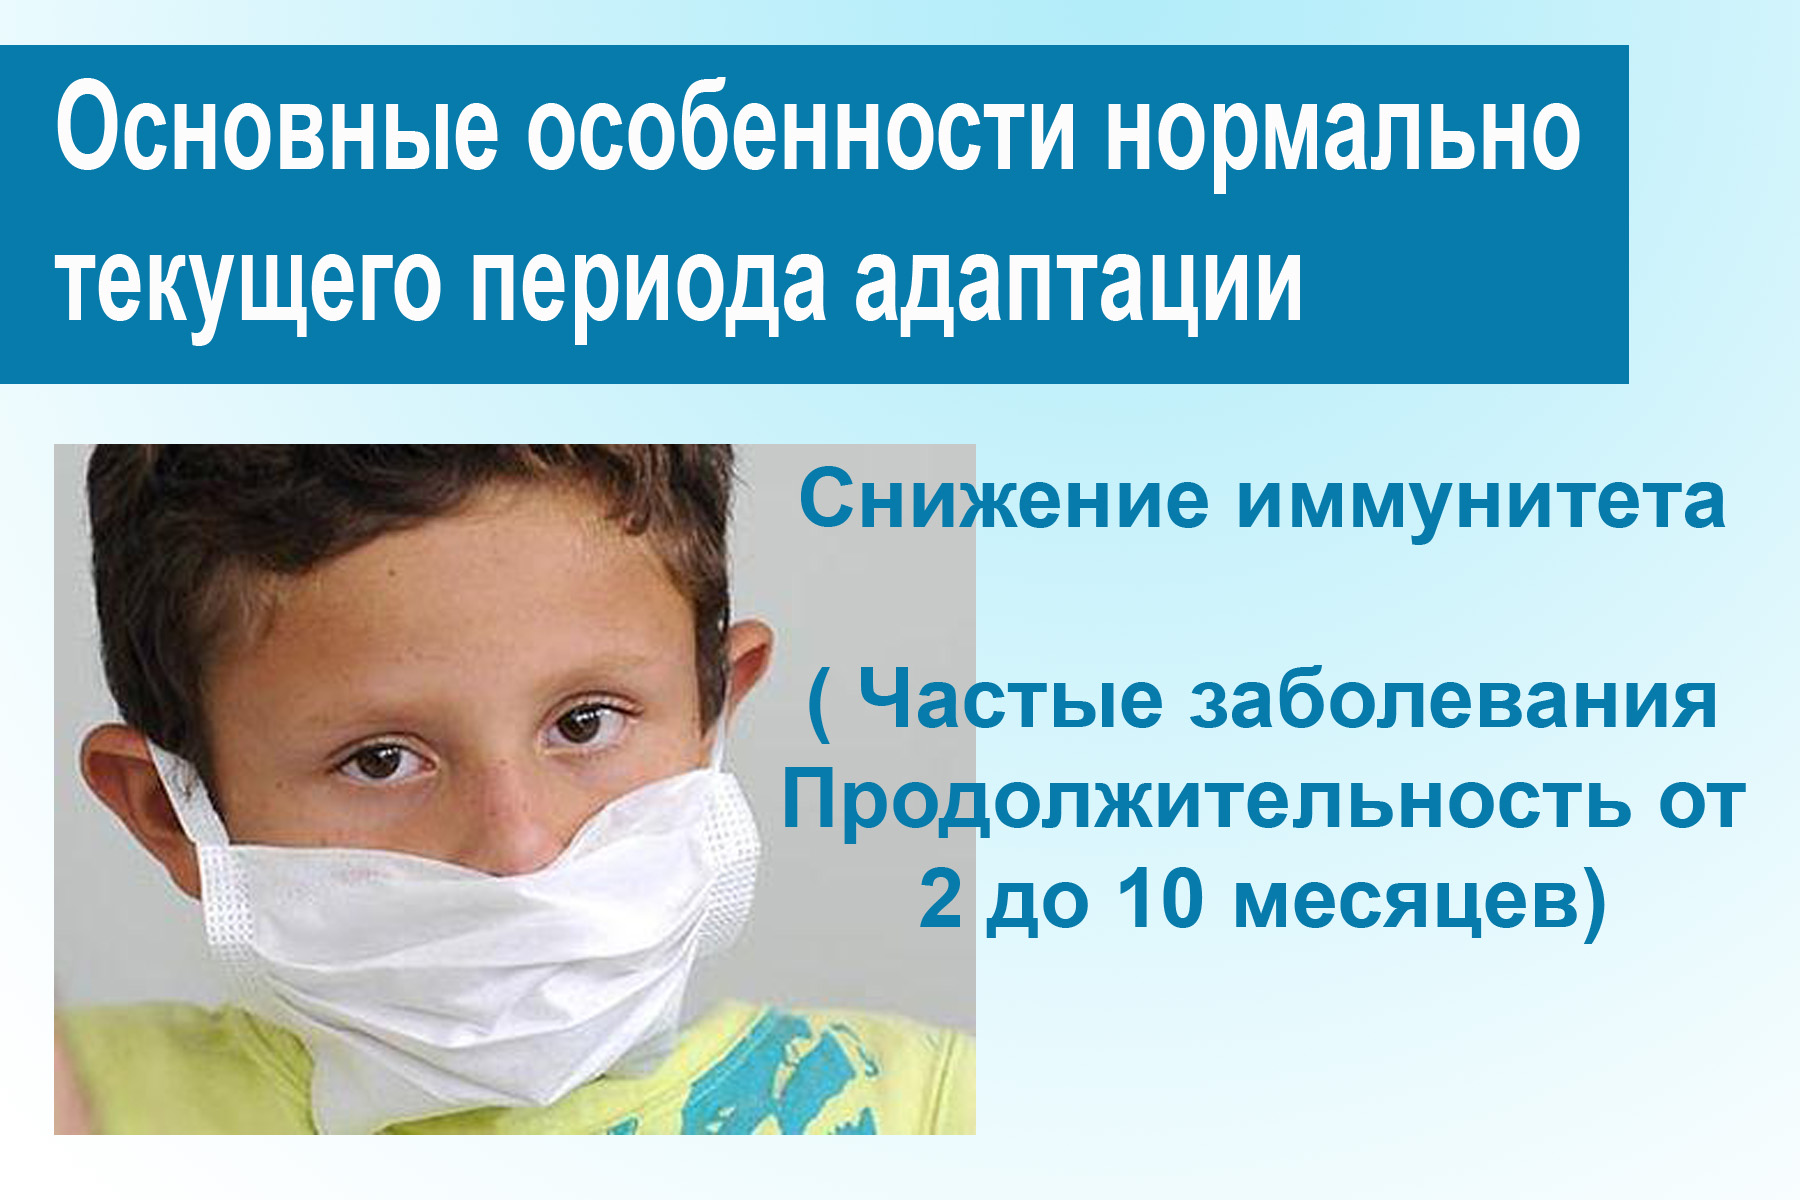 Основные особенности нормально
текущего периода адаптации
Снижение иммунитета
( Частые заболевания
Продолжительность от
2 до 10 месяцев)